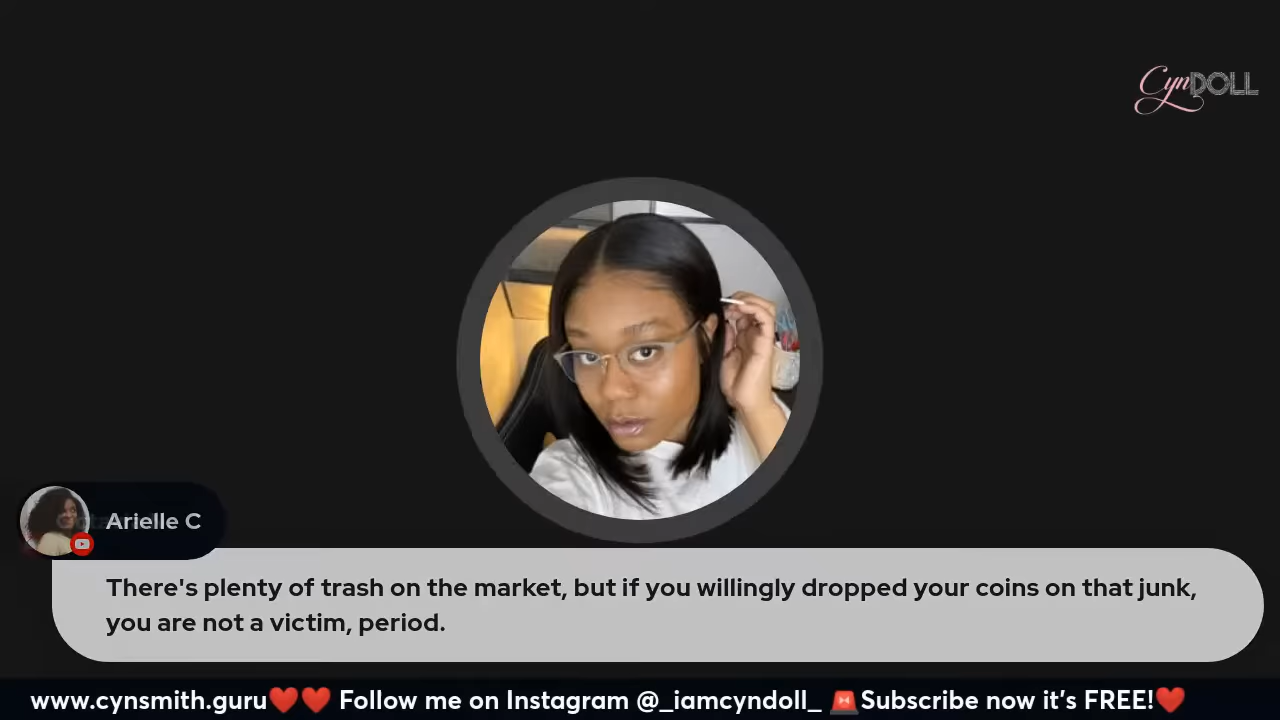 CynDOLL
Arielle C
There's plenty of trash on the market, but if you willingly dropped your coins on that junk,
you are not a victim, period.
www.cynsmith.guru❤️❤️ Follow me on Instagram @_iamcyndoll_ 🚨Subscribe now it’s FREE!❤️